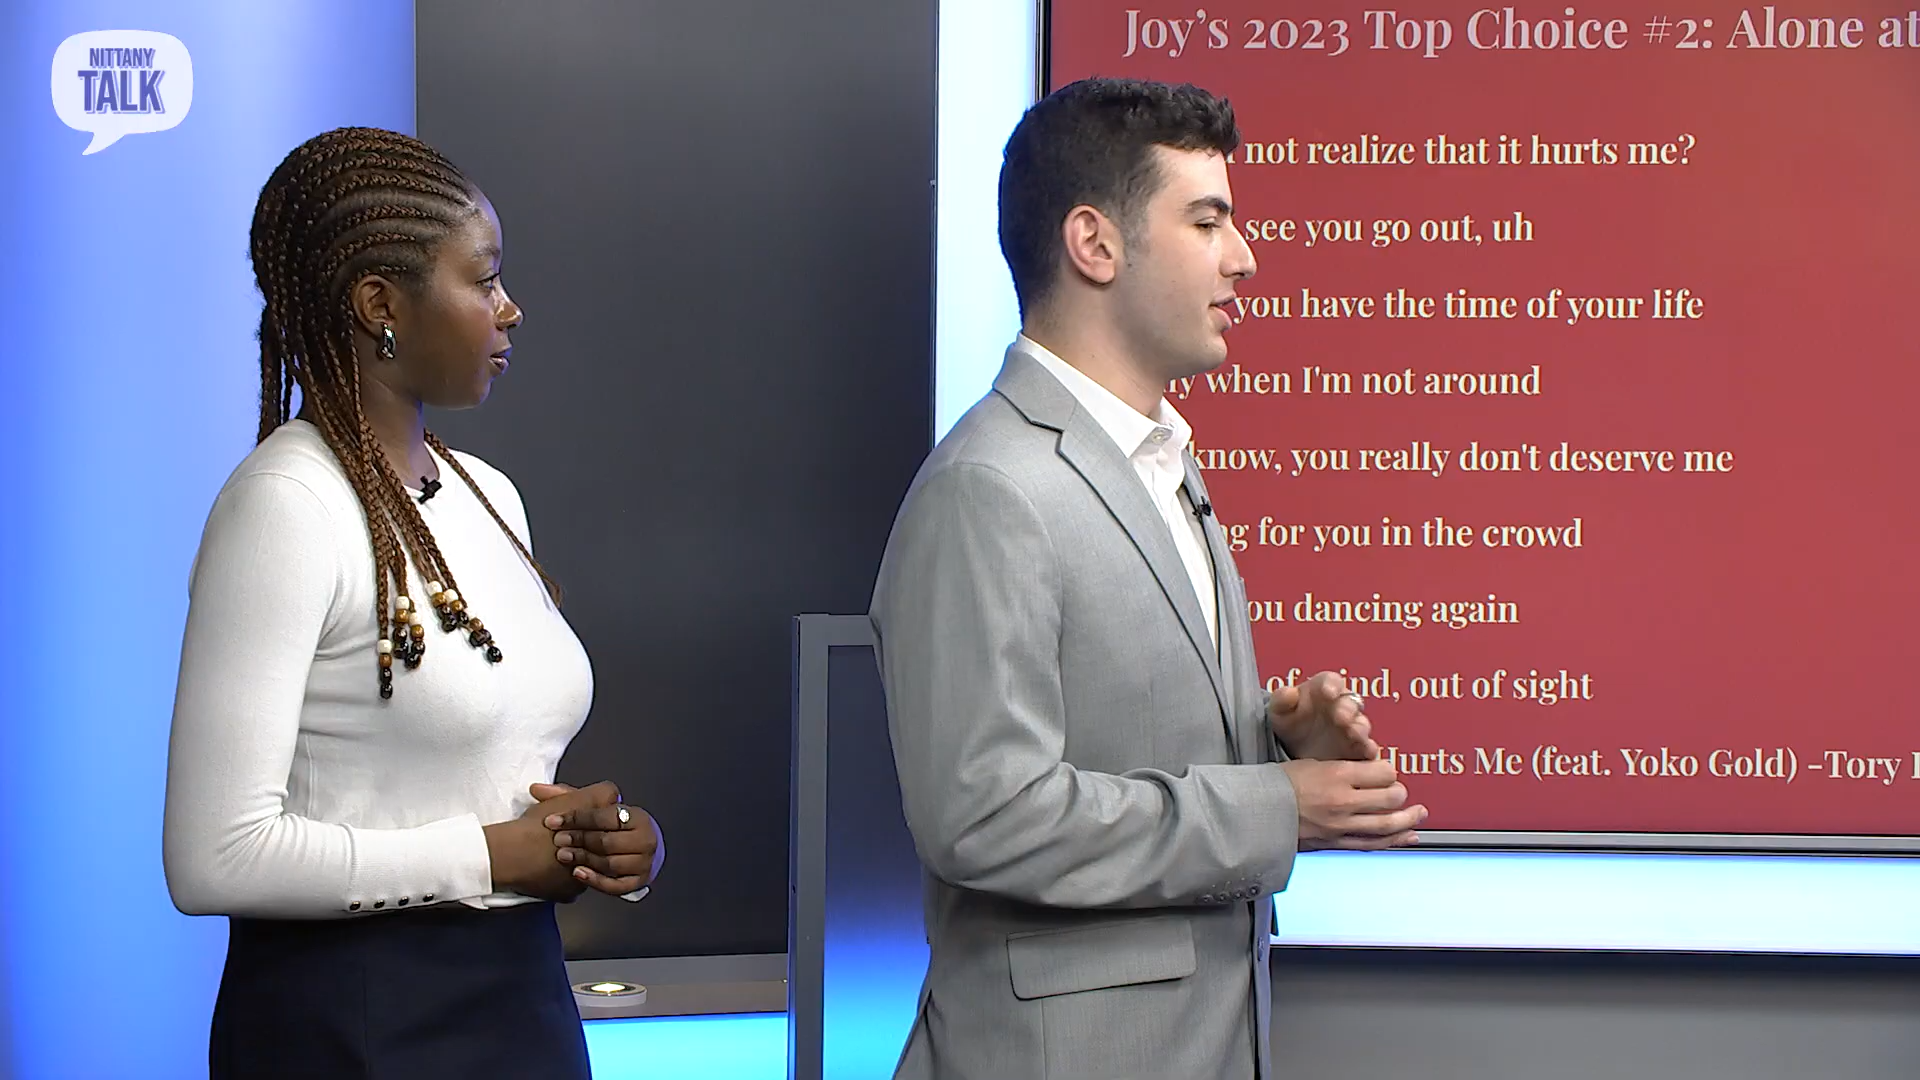 NITTANY
TALK
Joy's 2023 Top Choice #2: Alone at
not realize that it hurts me?
see you go out, uh
you have the time of your life
when I'm not around
know, you really don't deserve me
for you in the crowd
dancing again
of mind, out of sight
Hurts Me (feat. Yoko Gold) -Tory